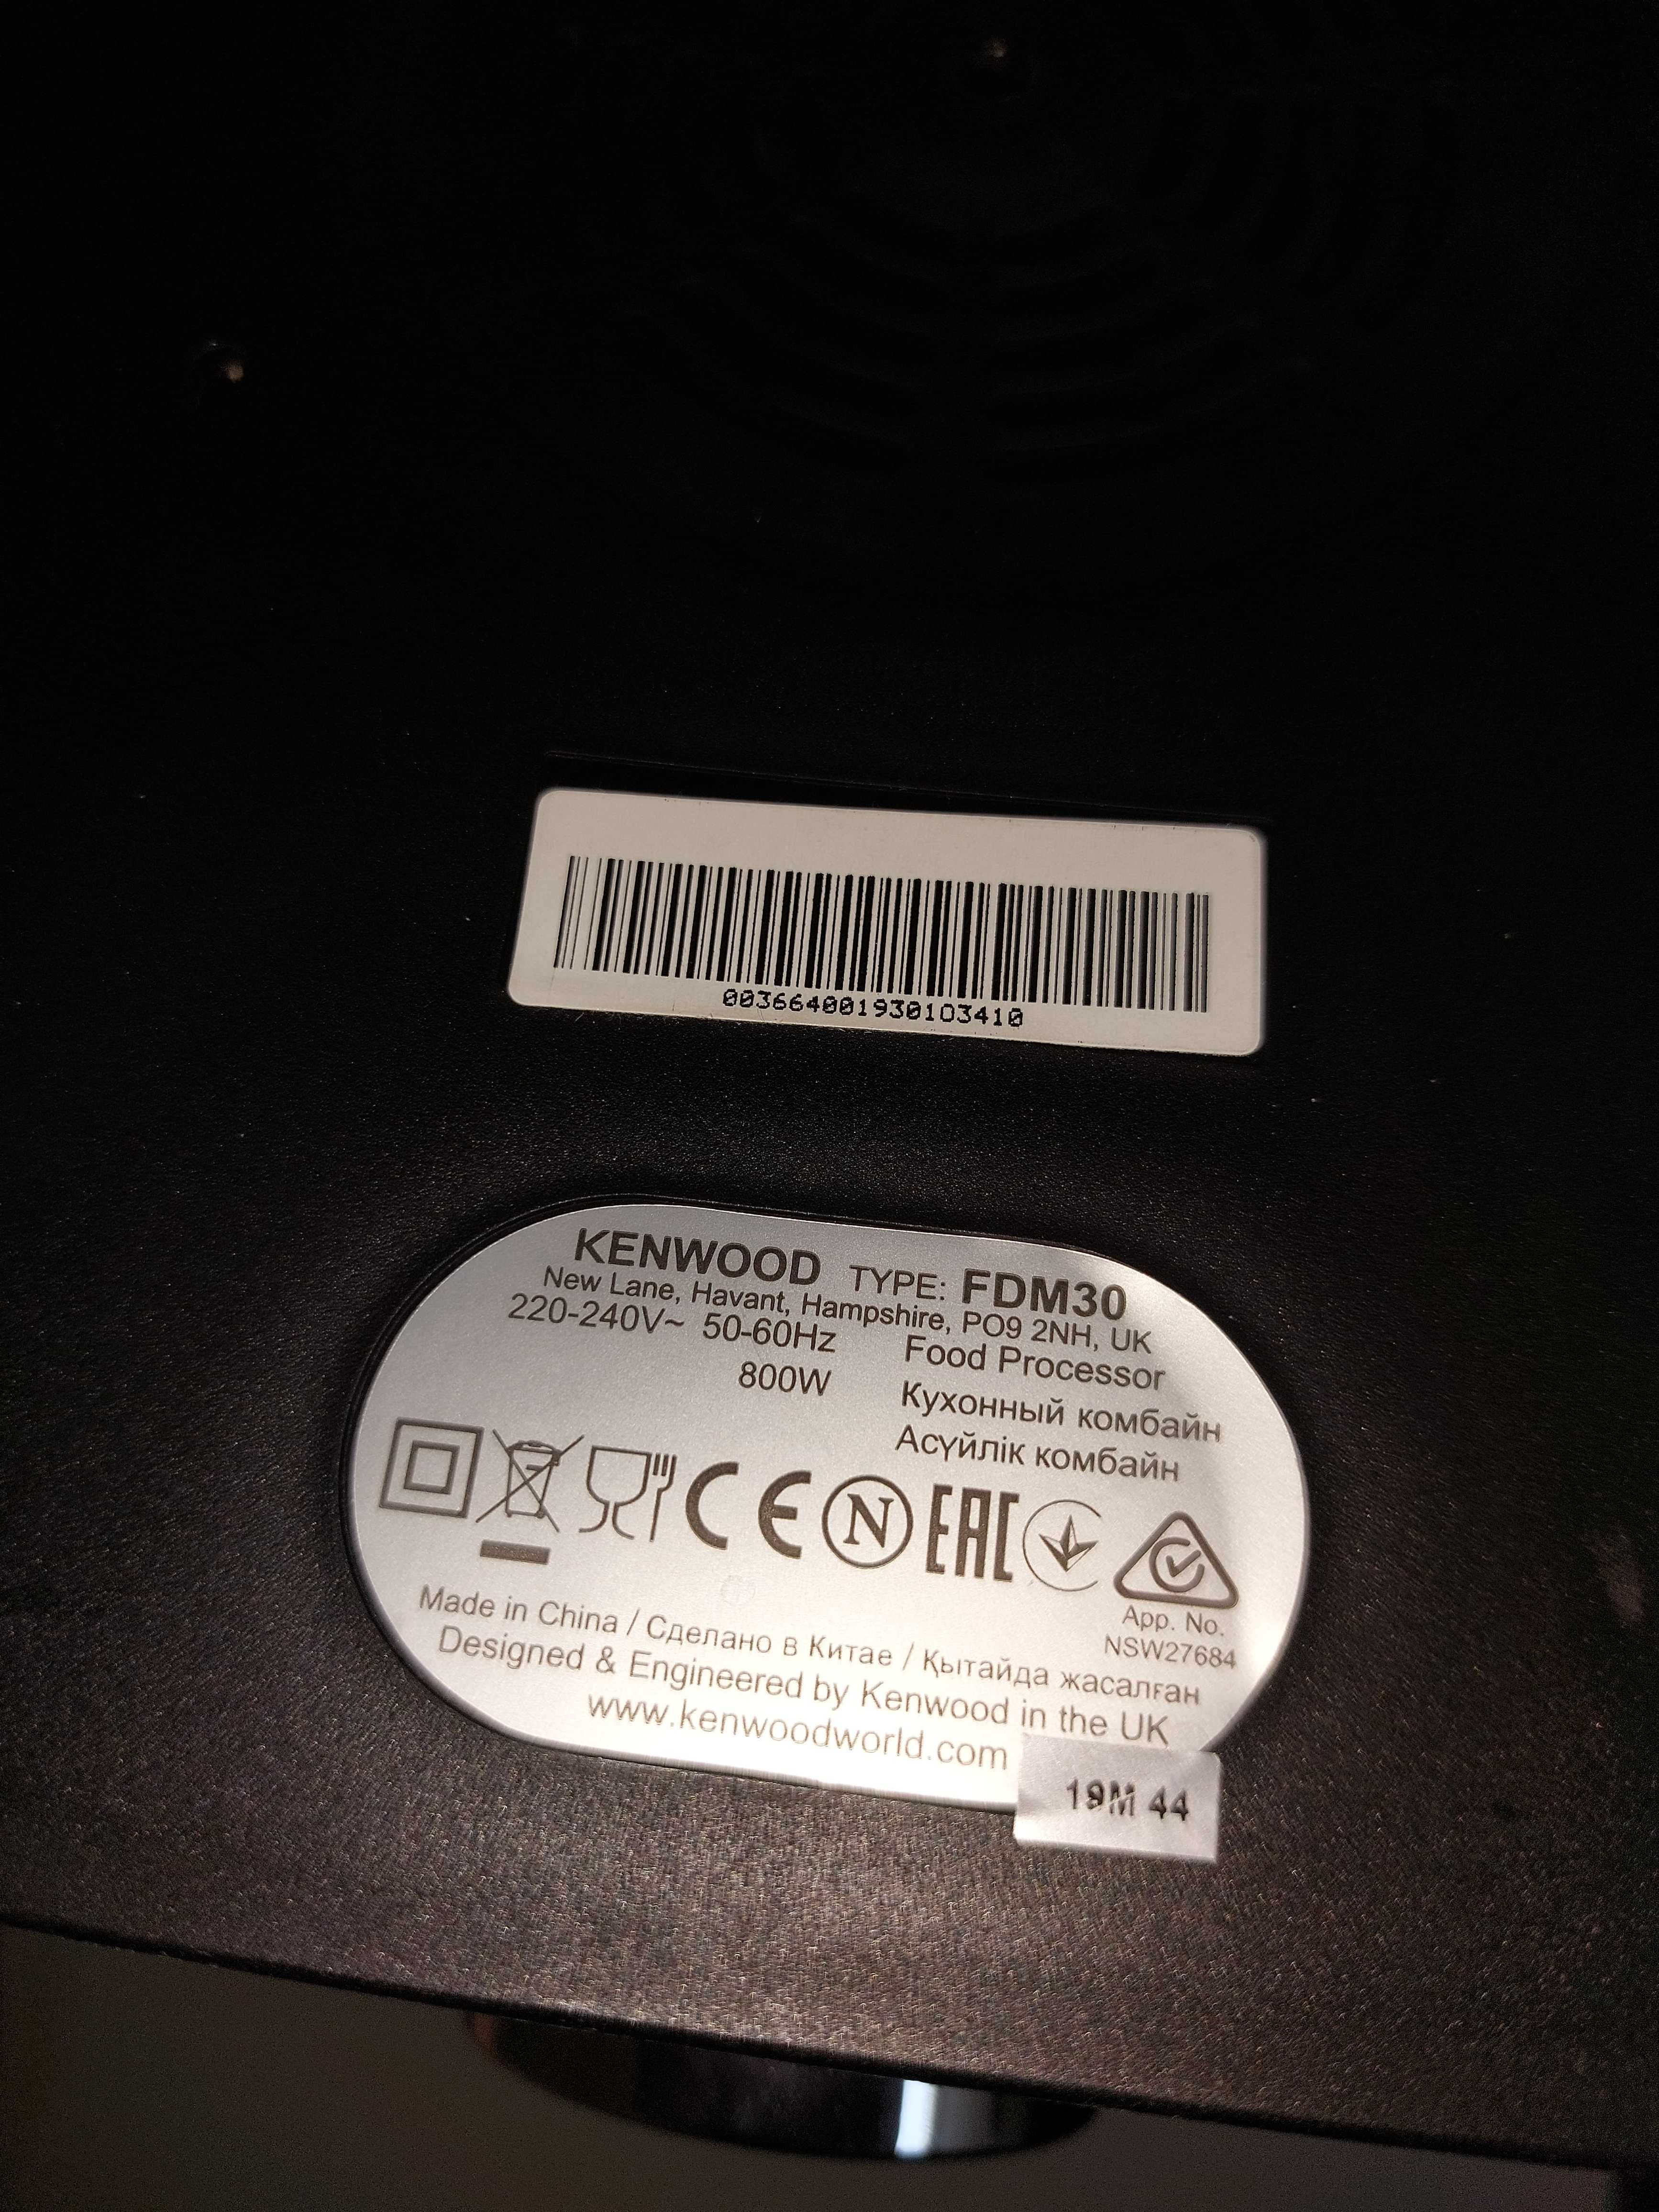 003664001930103410
KENWOOD TYPE: FDM30
New Lane, Havant, Hampshire, PO9 2NH, UK
220-240V~ 50-60Hz Food Processor
800W Кухонный комбайн
Асүйлік комбайн
CE N EAC
App. No.
NSW27684
Made in China / Сделано в Китае / Қытайда жасалған
Designed & Engineered by Kenwood in the UK
www.kenwoodworld.com
19M 44